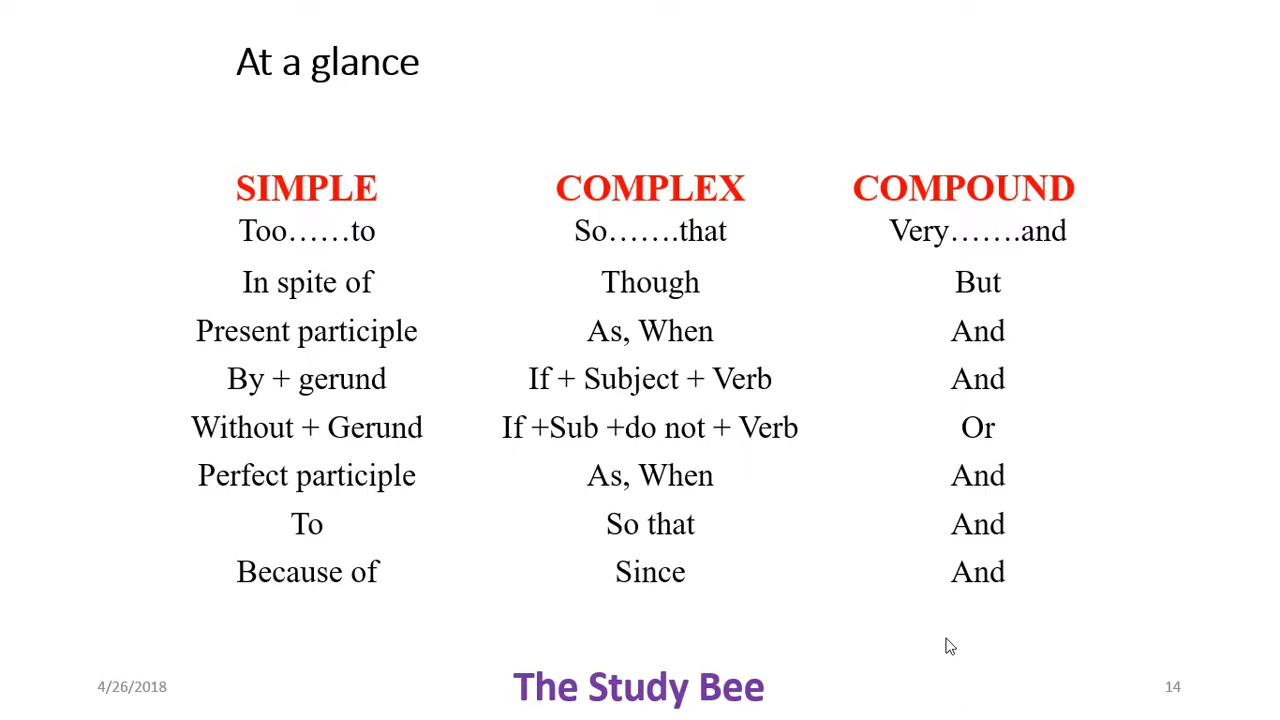 At a glance
SIMPLE COMPLEX COMPOUND
Too……to So…….that Very…….and
In spite of Though But
Present participle As, When And
By + gerund If + Subject + Verb And
Without + Gerund If +Sub +do not + Verb Or
Perfect participle As, When And
To So that And
Because of Since And
4/26/2018 The Study Bee 14